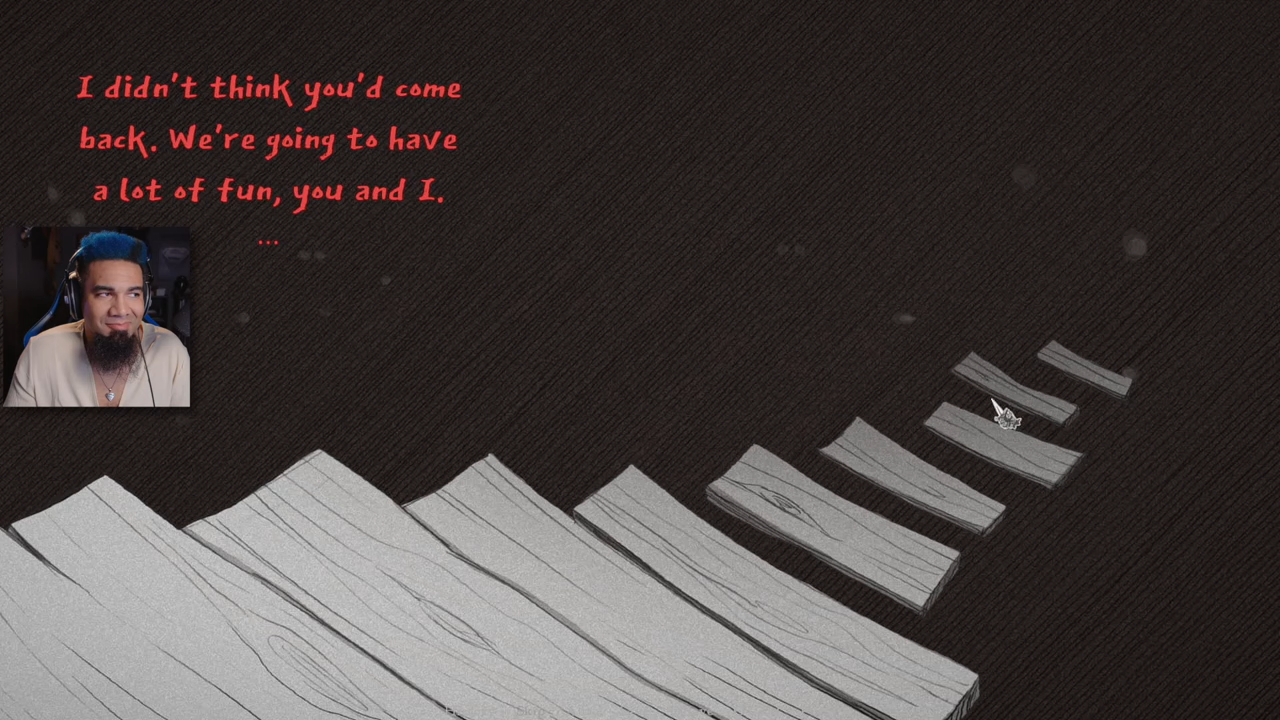 I didn't think you'd come
back. We're going to have
a lot of fun, you and I.
...